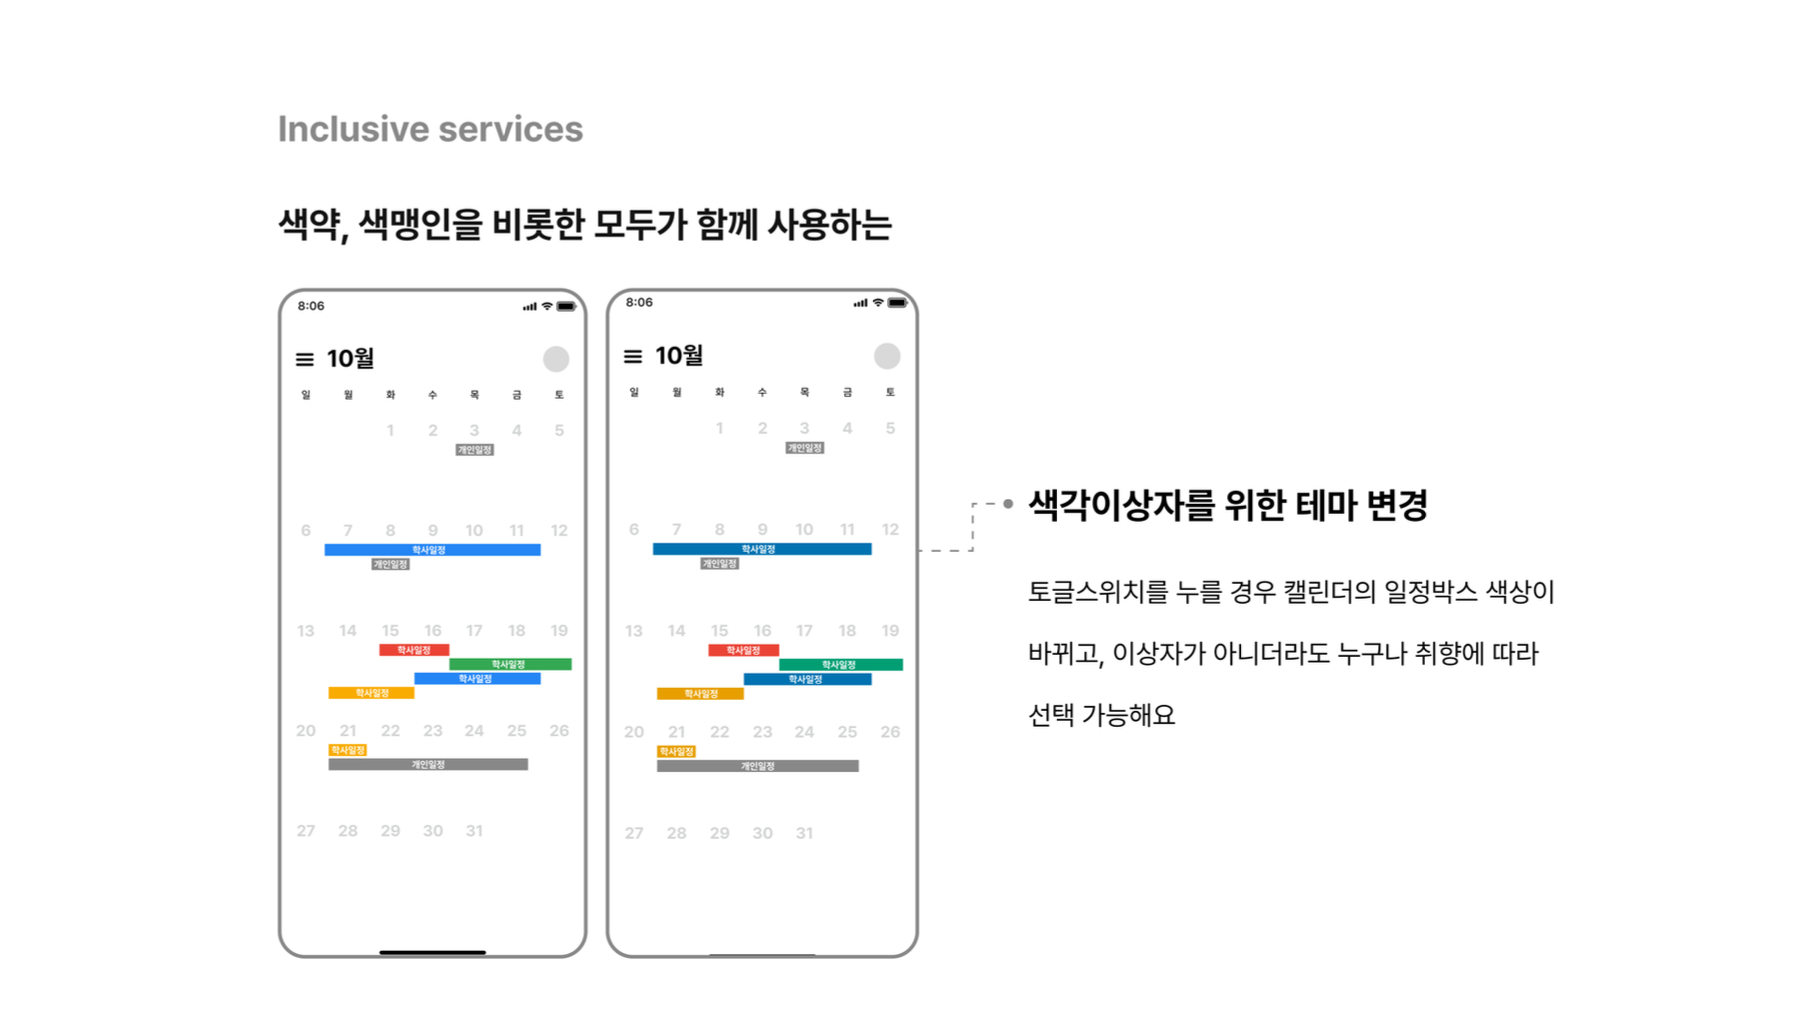 Inclusive services
색약, 색맹인을 비롯한 모두가 함께 사용하는
8:06
10월
일 월 화 수 목 금 토
1 2 3 4 5
개인일정
6 7 8 9 10 11 12
학사일정
개인일정
13 14 15 16 17 18 19
학사일정
학사일정
학사일정
학사일정
20 21 22 23 24 25 26
학사일정
개인일정
27 28 29 30 31
8:06
10월
일 월 화 수 목 금 토
1 2 3 4 5
개인일정
6 7 8 9 10 11 12
학사일정
개인일정
13 14 15 16 17 18 19
학사일정
학사일정
학사일정
학사일정
20 21 22 23 24 25 26
학사일정
개인일정
27 28 29 30 31
색각이상자를 위한 테마 변경
토글스위치를 누를 경우 캘린더의 일정박스 색상이
바뀌고, 이상자가 아니더라도 누구나 취향에 따라
선택 가능해요